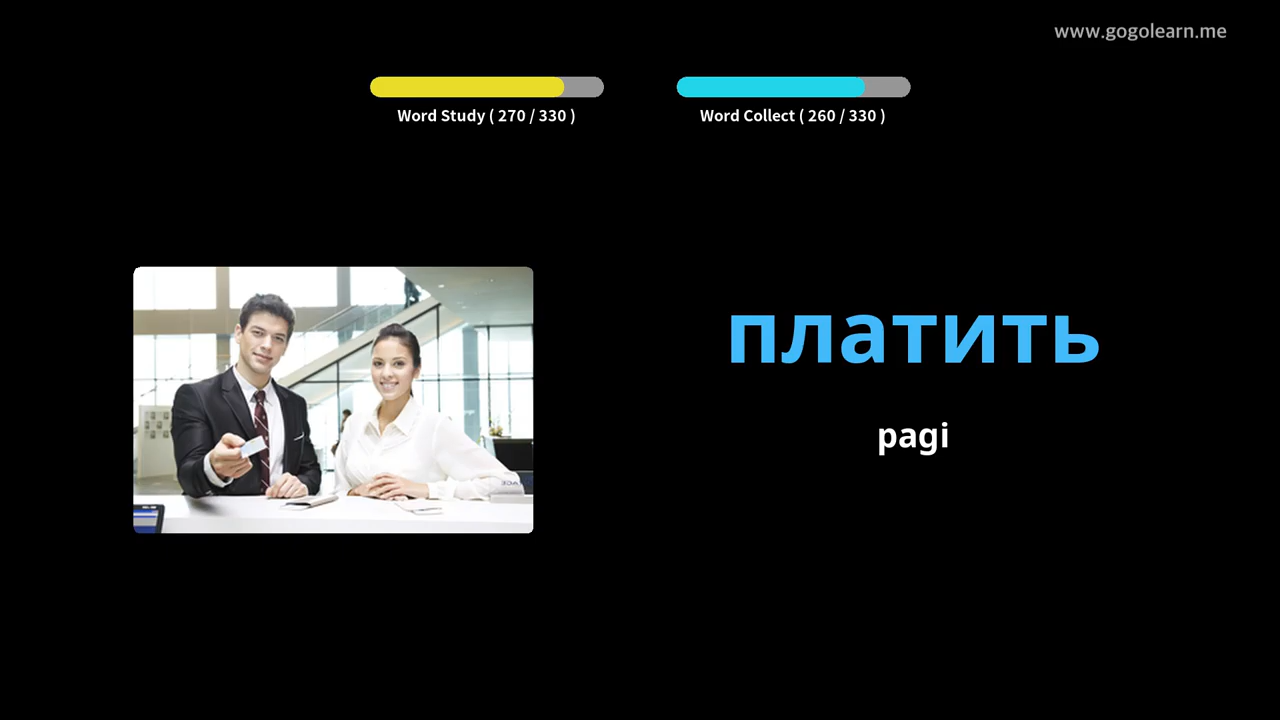 www.gogolearn.me
Word Study ( 270 / 330 )
Word Collect ( 260 / 330 )
платить
pagi